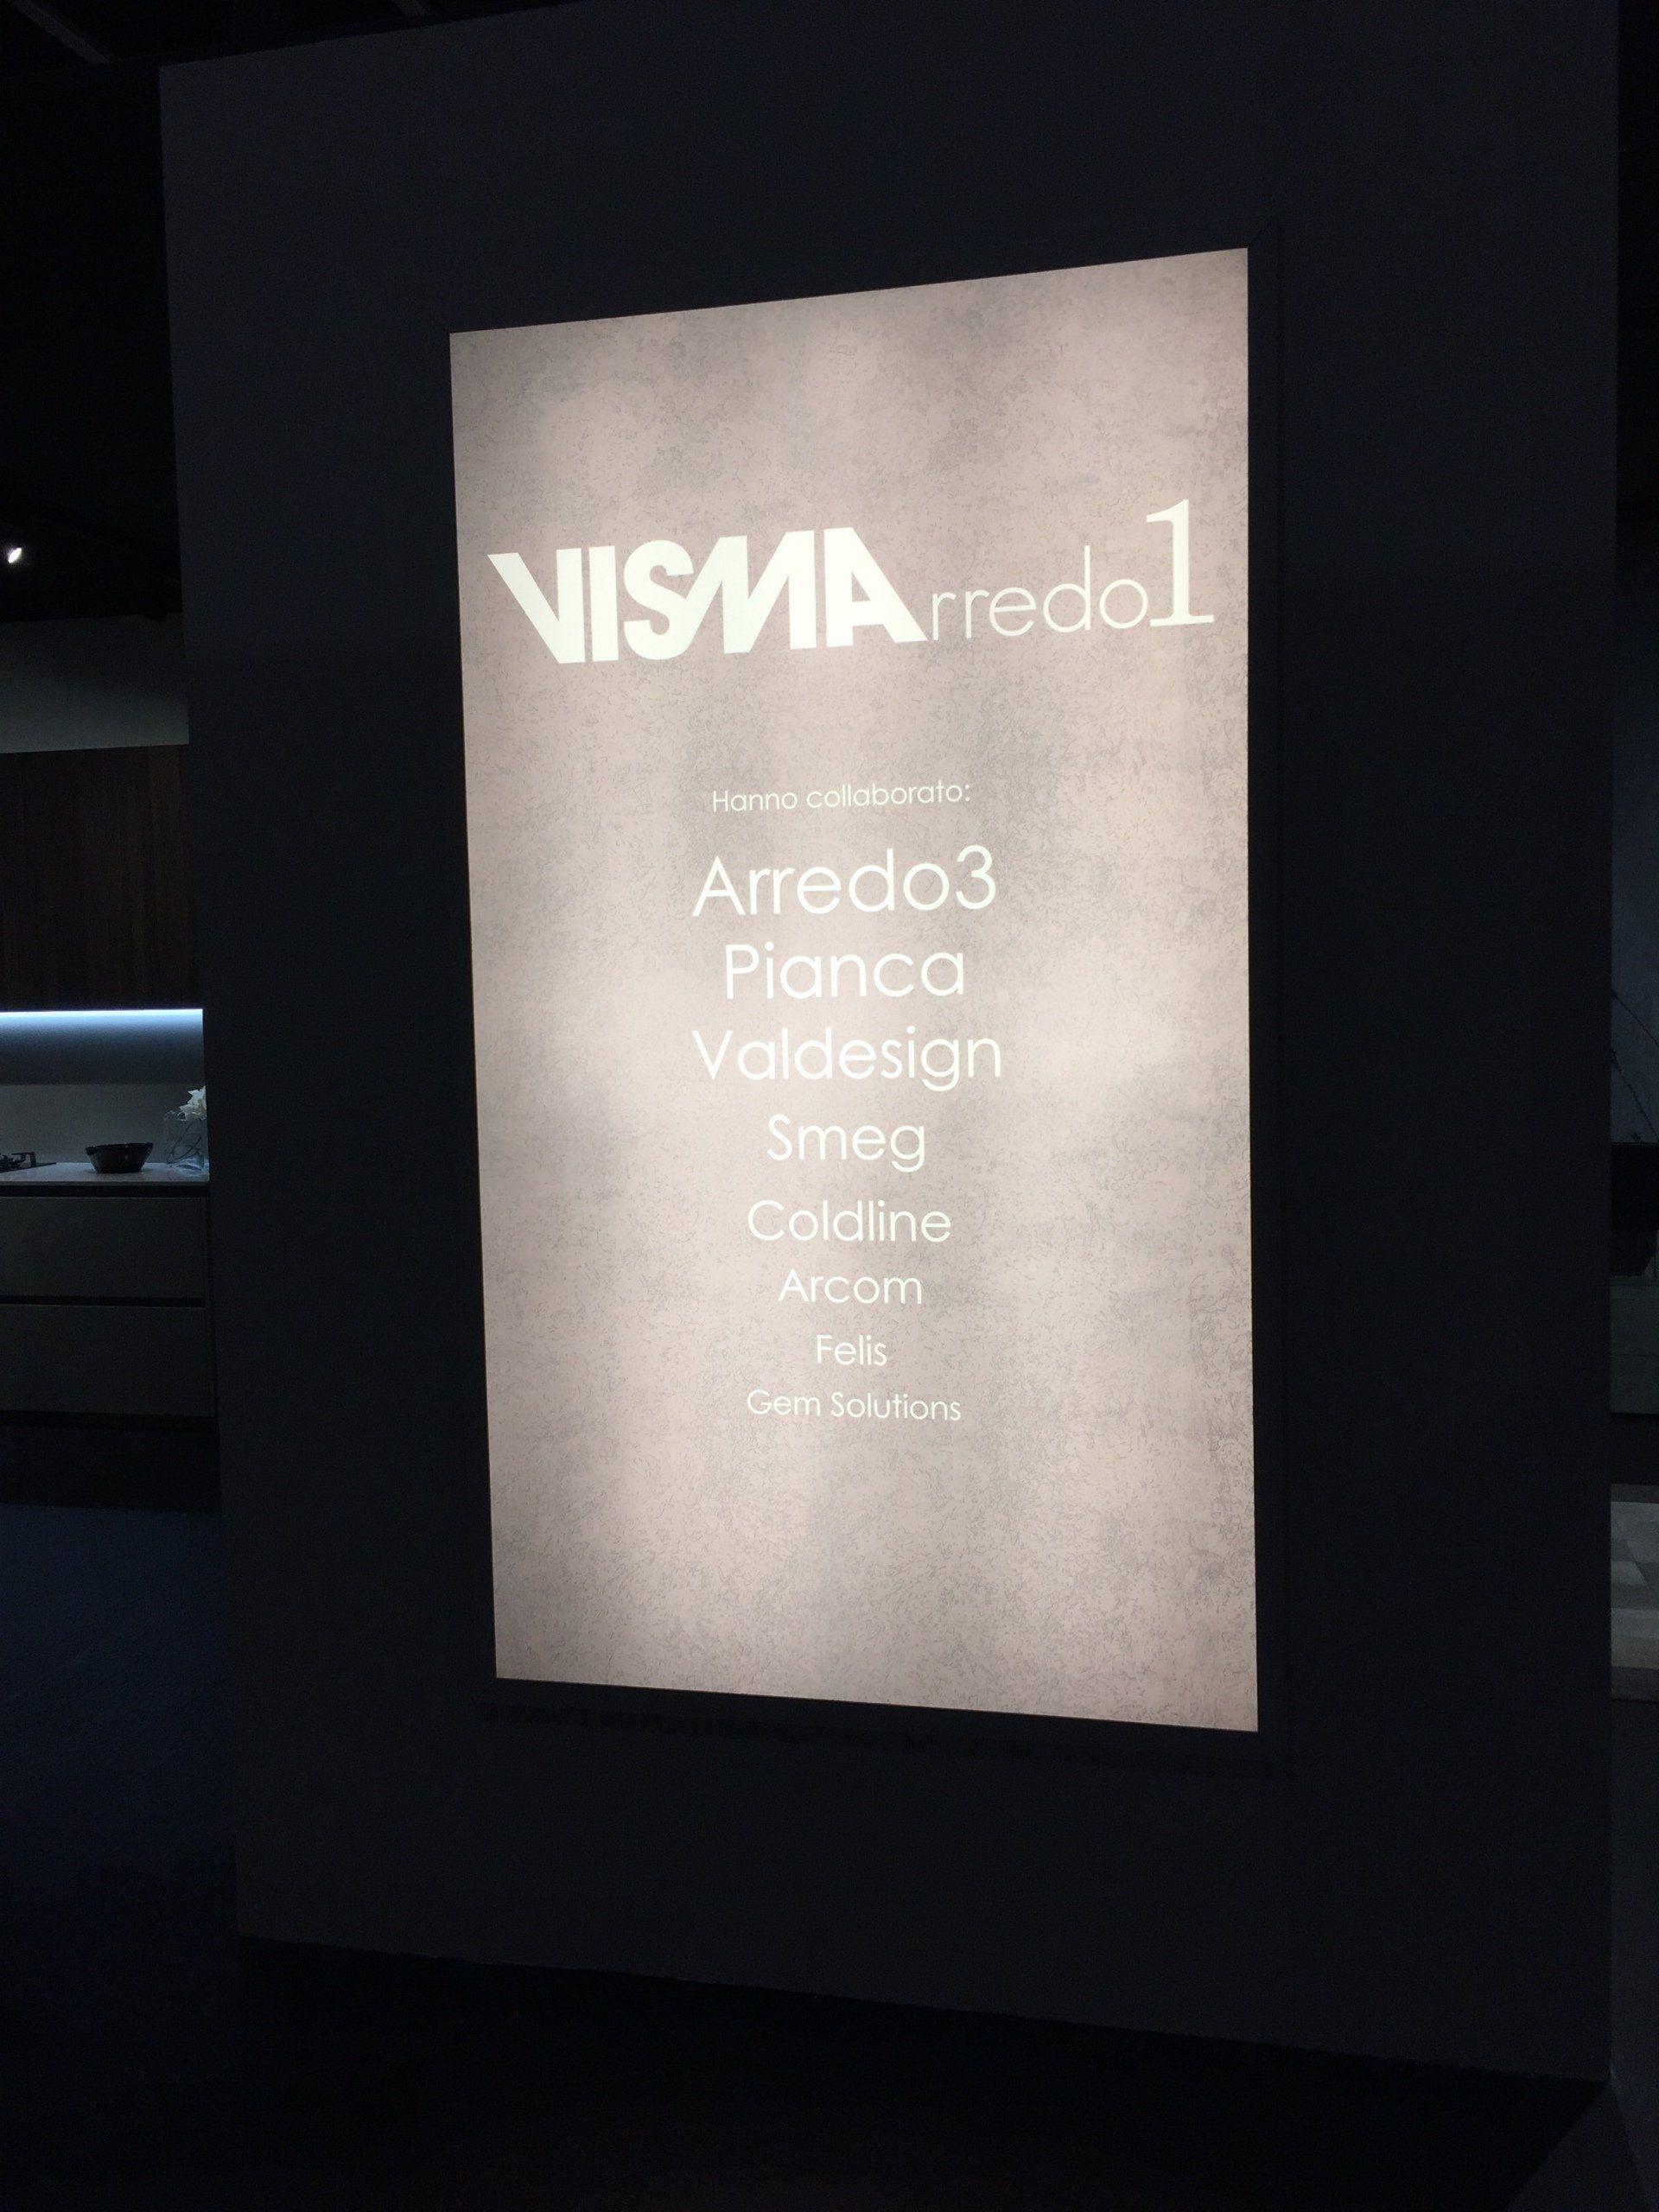 VISMArredo1
Hanno collaborato:
Arredo3
Pianca
Valdesign
Smeg
Coldline
Arcom
Felis
Gem Solutions